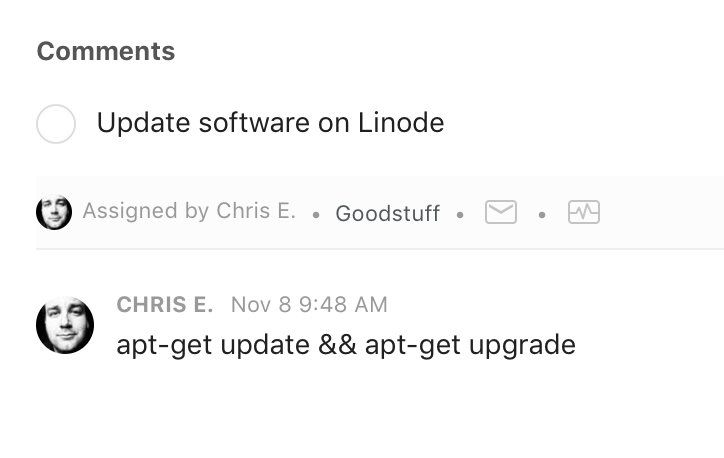 Comments
Update software on Linode
Assigned by Chris E. • Goodstuff • •
CHRIS E. Nov 8 9:48 AM
apt-get update && apt-get upgrade